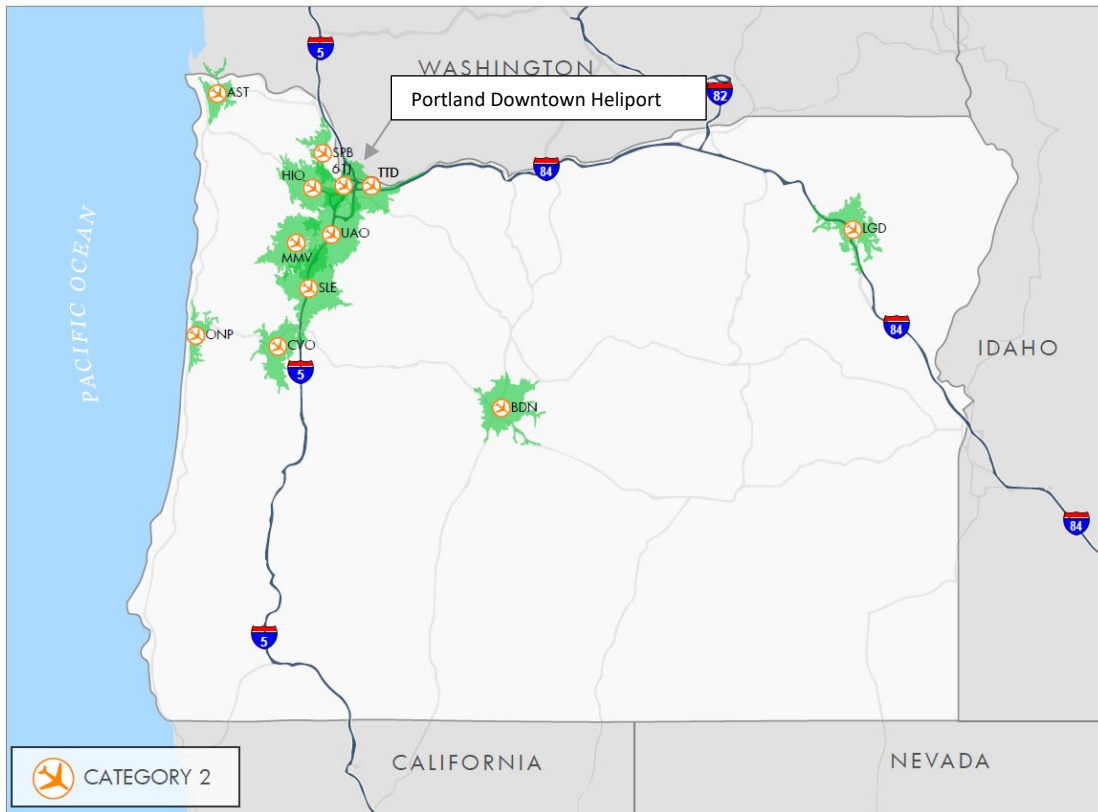 5
WASHINGTON
82
Portland Downtown Heliport
AST
SPB
6TJ
TTD
HIO
84
LGD
UAO
MMV
SLE
PACIFIC OCEAN
ONP
CVO
84
IDAHO
5
BDN
84
5
CALIFORNIA
NEVADA
CATEGORY 2